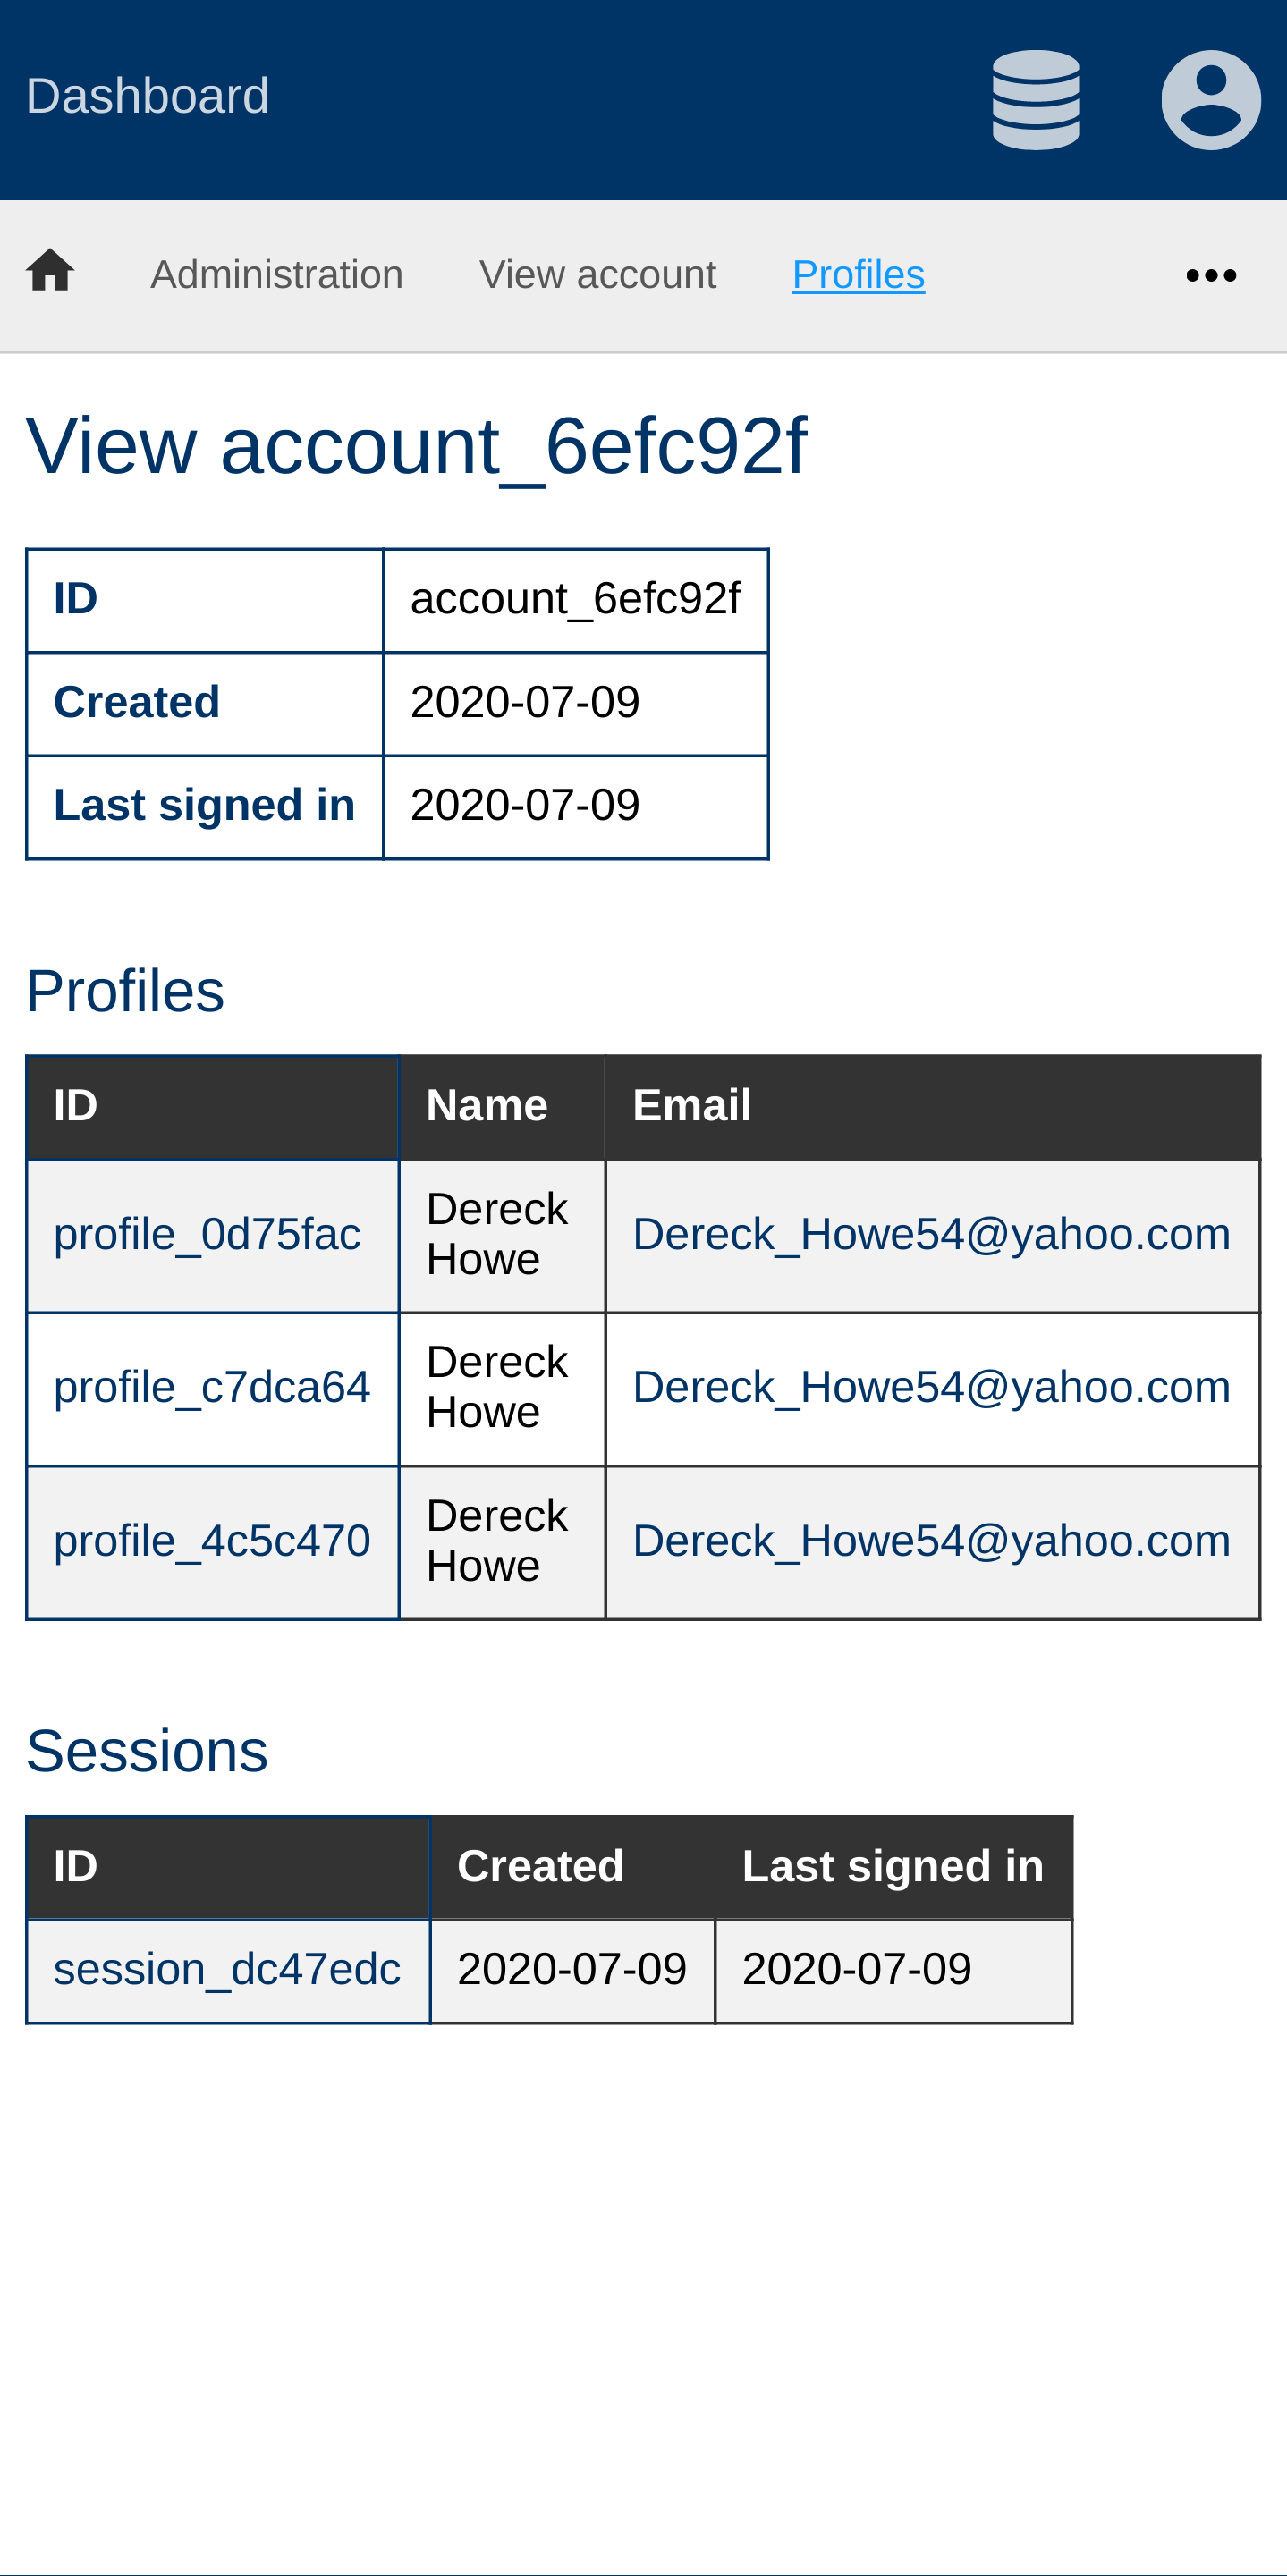 Dashboard
Administration View account Profiles
View account_6efc92f
ID account_6efc92f
Created 2020-07-09
Last signed in 2020-07-09
Profiles
ID Name Email
profile_0d75fac Dereck Howe Dereck_Howe54@yahoo.com
profile_c7dca64 Dereck Howe Dereck_Howe54@yahoo.com
profile_4c5c470 Dereck Howe Dereck_Howe54@yahoo.com
Sessions
ID Created Last signed in
session_dc47edc 2020-07-09 2020-07-09